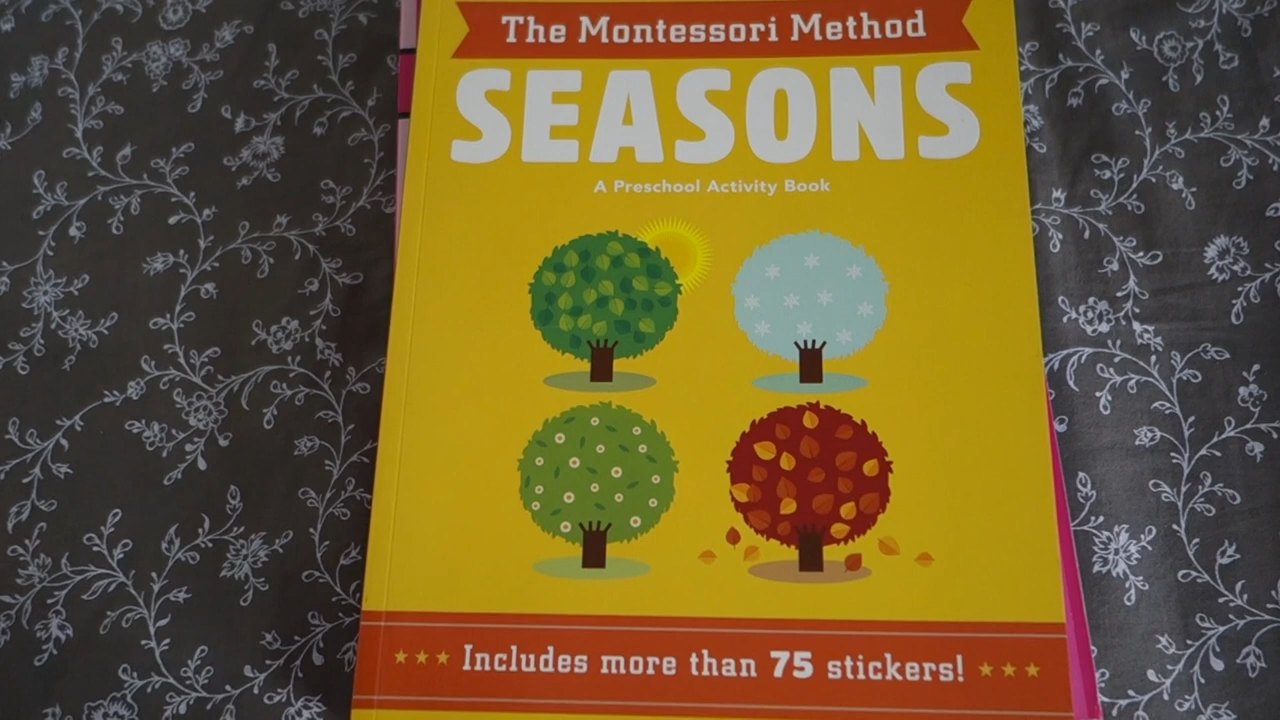 The Montessori Method
SEASONS
A Preschool Activity Book
Includes more than 75 stickers!